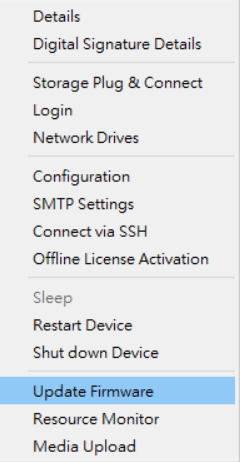 Details
Digital Signature Details
Storage Plug & Connect
Login
Network Drives
Configuration
SMTP Settings
Connect via SSH
Offline License Activation
Sleep
Restart Device
Shut down Device
Update Firmware
Resource Monitor
Media Upload